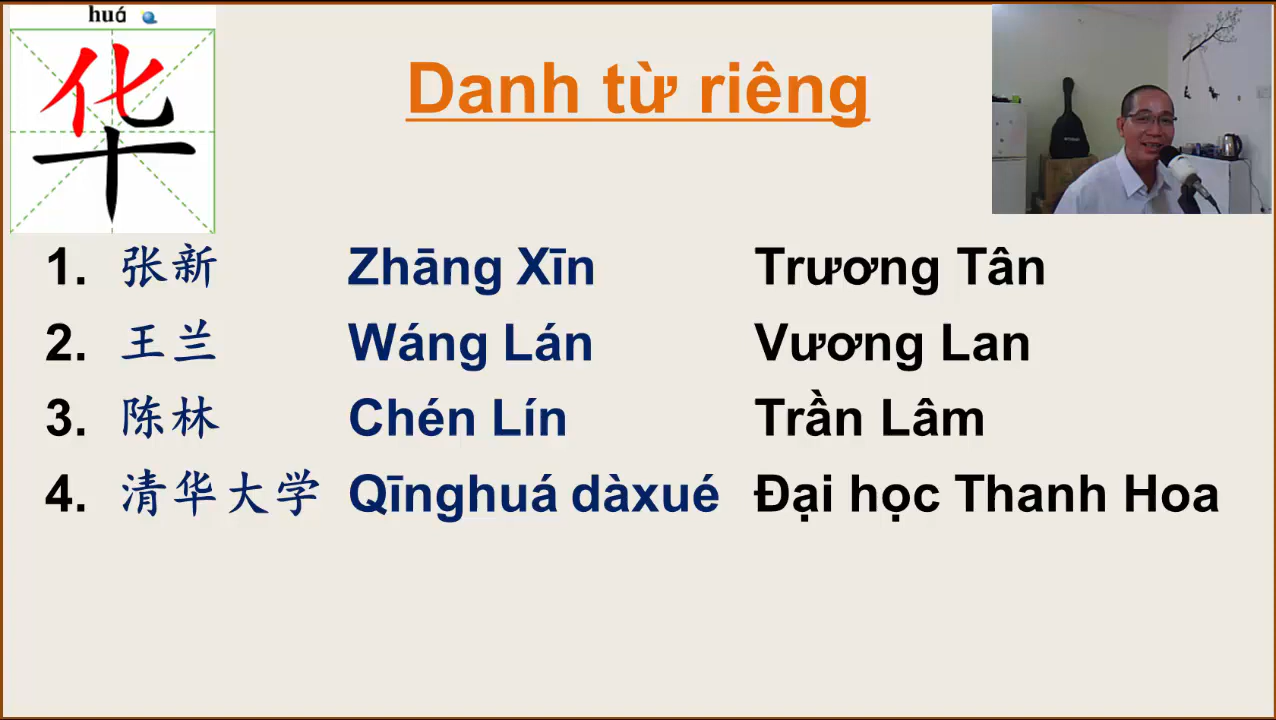 huá
华
Danh từ riêng
1. 张新 Zhāng Xīn Trương Tân
2. 王兰 Wáng Lán Vương Lan
3. 陈林 Chén Lín Trần Lâm
4. 清华大学 Qīnghuá dàxué Đại học Thanh Hoa